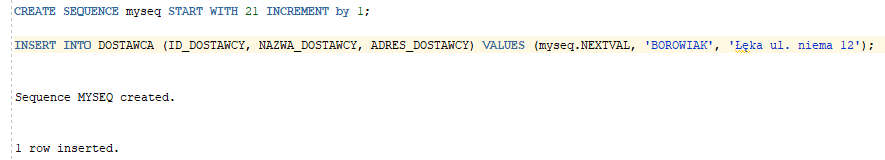 CREATE SEQUENCE myseq START WITH 21 INCREMENT by 1;
INSERT INTO DOSTAWCA (ID_DOSTAWCY, NAZWA_DOSTAWCY, ADRES_DOSTAWCY) VALUES (myseq.NEXTVAL, 'BOROWIAK', 'Łęka ul. niema 12');
Sequence MYSEQ created.
1 row inserted.